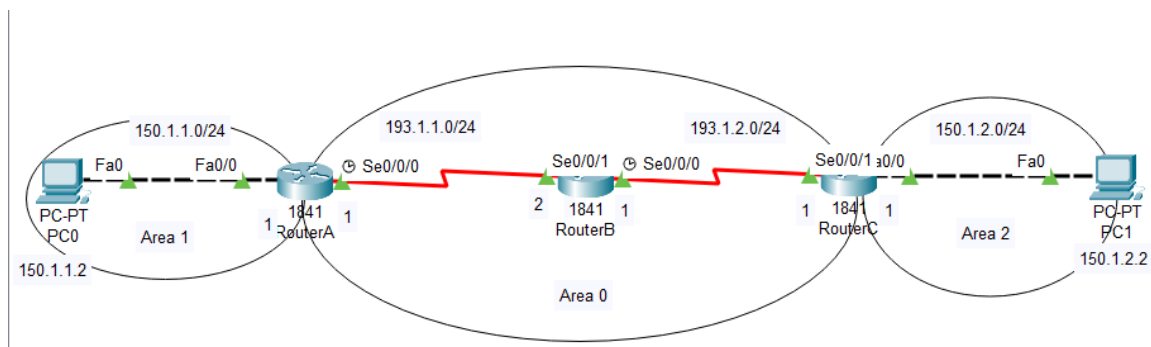 150.1.1.0/24
193.1.1.0/24
193.1.2.0/24
150.1.2.0/24
Fa0
Fa0/0
Se0/0/0
Se0/0/1
Se0/0/0
Se0/0/1
a0/0
Fa0
PC-PT
PC0
1
1841
RouterA
1
2
1841
RouterB
1
1
1841
RouterC
1
PC-PT
PC1
Area 1
Area 2
150.1.1.2
150.1.2.2
Area 0